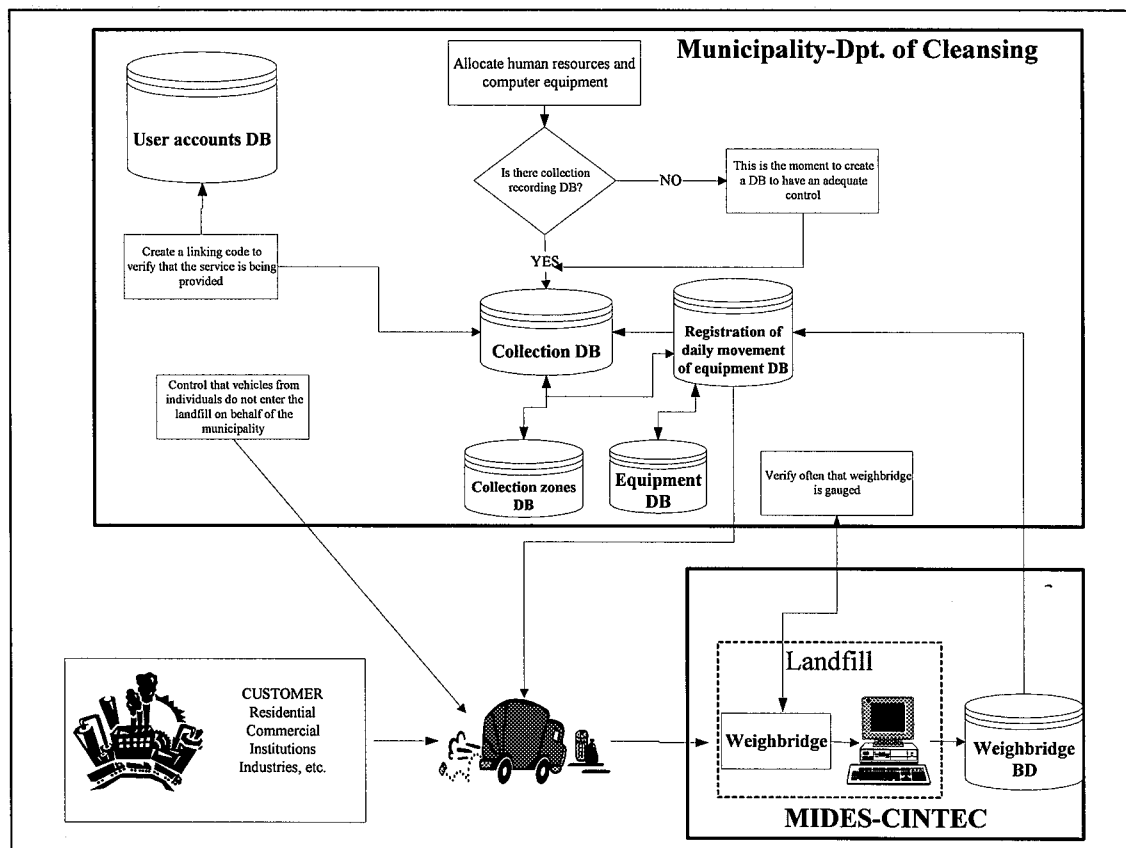 Municipality-Dpt. of Cleansing
Allocate human resources and
computer equipment
User accounts DB
Is there collection
recording DB?
NO
This is the moment to create
a DB to have an adequate
control
Create a linking code to
verify that the service is being
provided
YES
Collection DB
Registration of
daily movement
of equipment DB
Control that vehicles from
individuals do not enter the
landfill on behalf of the
municipality
Collection zones
DB
Equipment
DB
Verify often that weighbridge
is gauged
CUSTOMER
Residential
Commercial
Institutions
Industries, etc.
Landfill
Weighbridge
Weighbridge
BD
MIDES-CINTEC